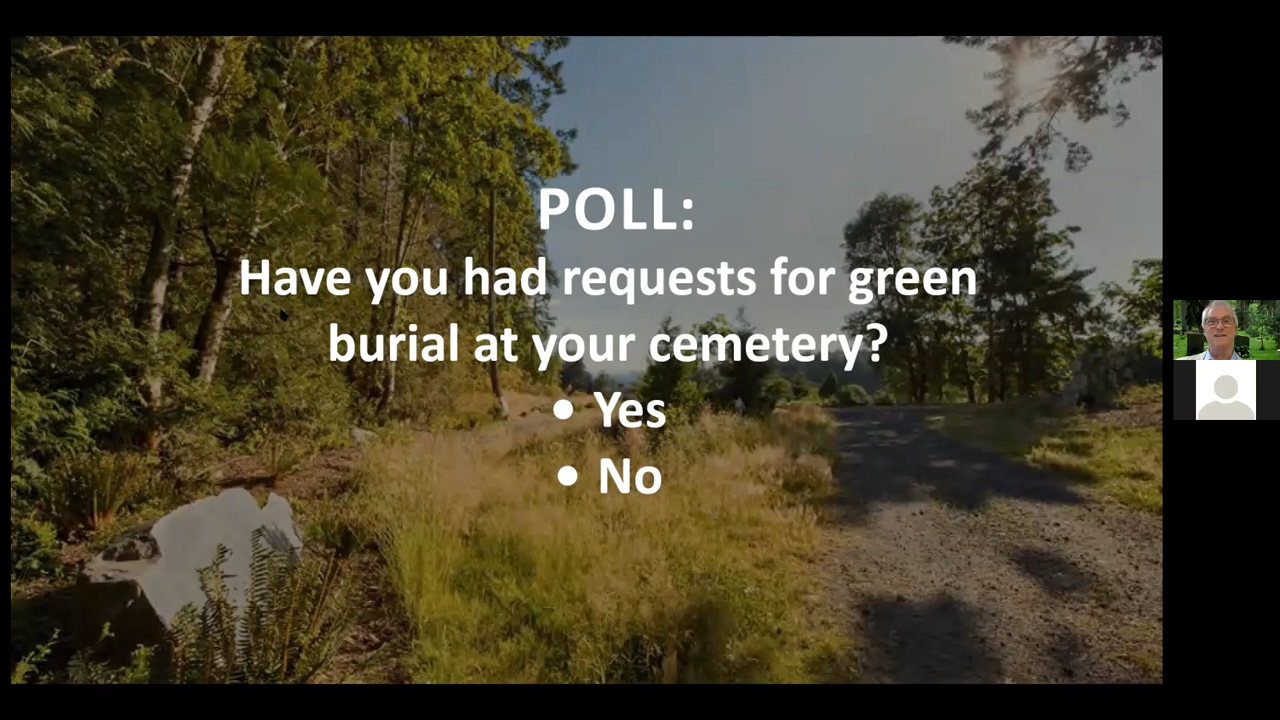 POLL:
Have you had requests for green
burial at your cemetery?
• Yes
• No